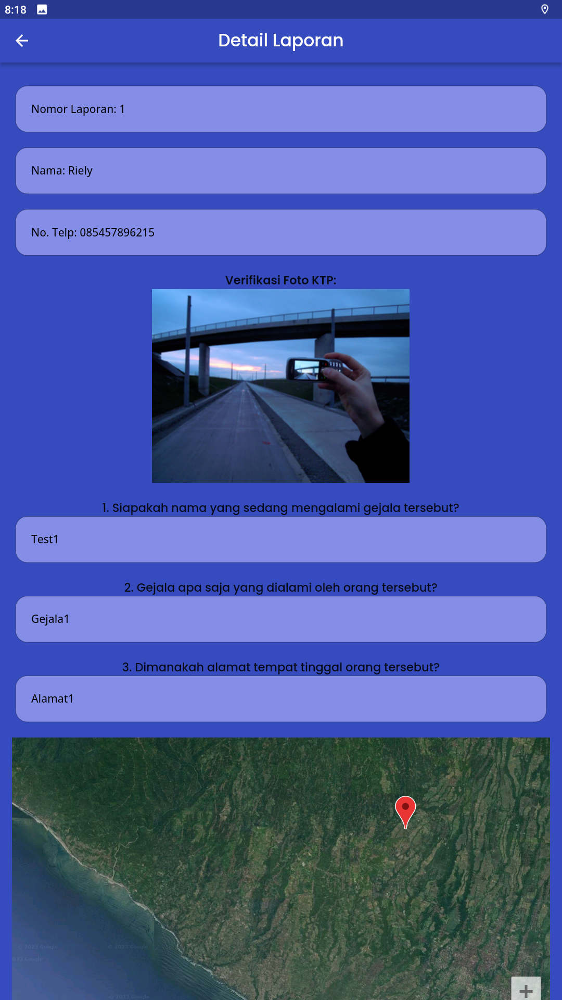 8:18
Detail Laporan
Nomor Laporan: 1
Nama: Riely
No. Telp: 085457896215
Verifikasi Foto KTP:
1. Siapakah nama yang sedang mengalami gejala tersebut?
Test1
2. Gejala apa saja yang dialami oleh orang tersebut?
Gejala1
3. Dimanakah alamat tempat tinggal orang tersebut?
Alamat1
© 2023 Google
© 2023 Google
023 Google
© 2023 Google
+